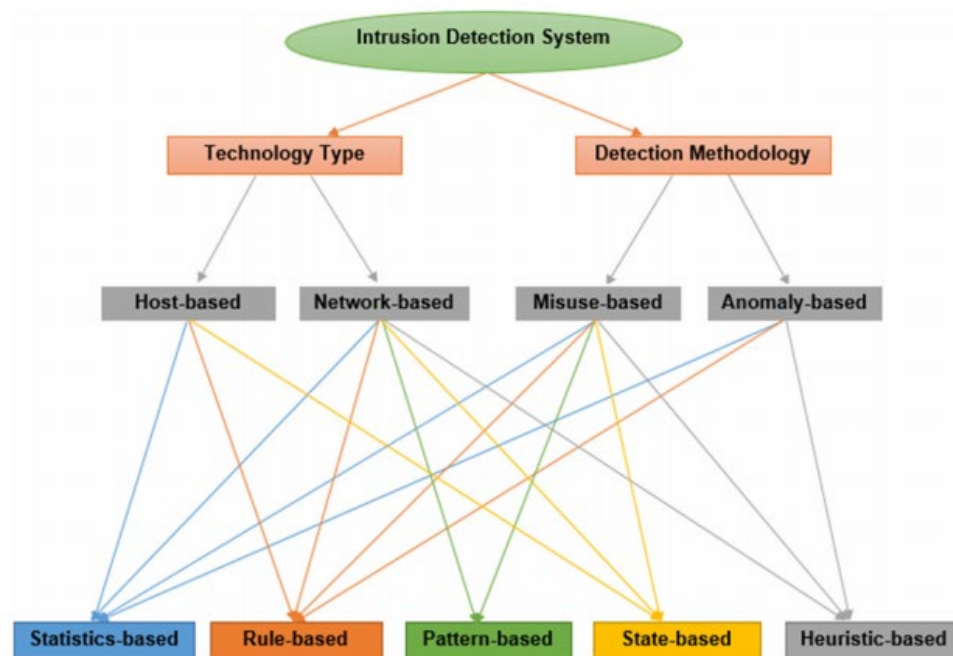 Intrusion Detection System
Technology Type
Detection Methodology
Host-based
Network-based
Misuse-based
Anomaly-based
Statistics-based
Rule-based
Pattern-based
State-based
Heuristic-based